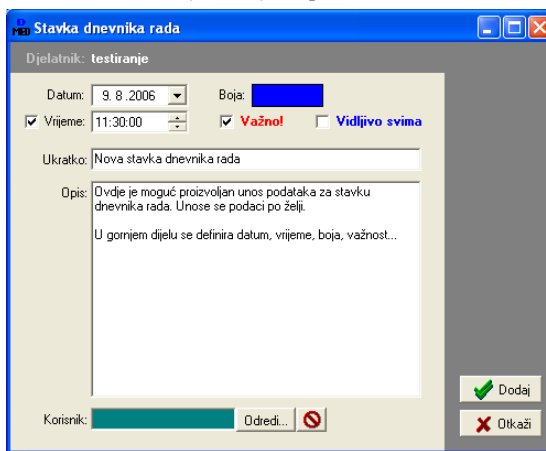 ID
MED Stavka dnevnika rada
Djelatnik: testiranje
Datum: 9. 8 .2006 Boja:
Vrijeme: 11:30:00 Važno! Vidljivo svima
Ukratko: Nova stavka dnevnika rada
Opis: Ovdje je moguć proizvoljan unos podataka za stavku
dnevnika rada. Unose se podaci po želji.
U gornjem dijelu se definira datum, vrijeme, boja, važnost...
Dodaj
Korisnik: Odredi... Otkaži